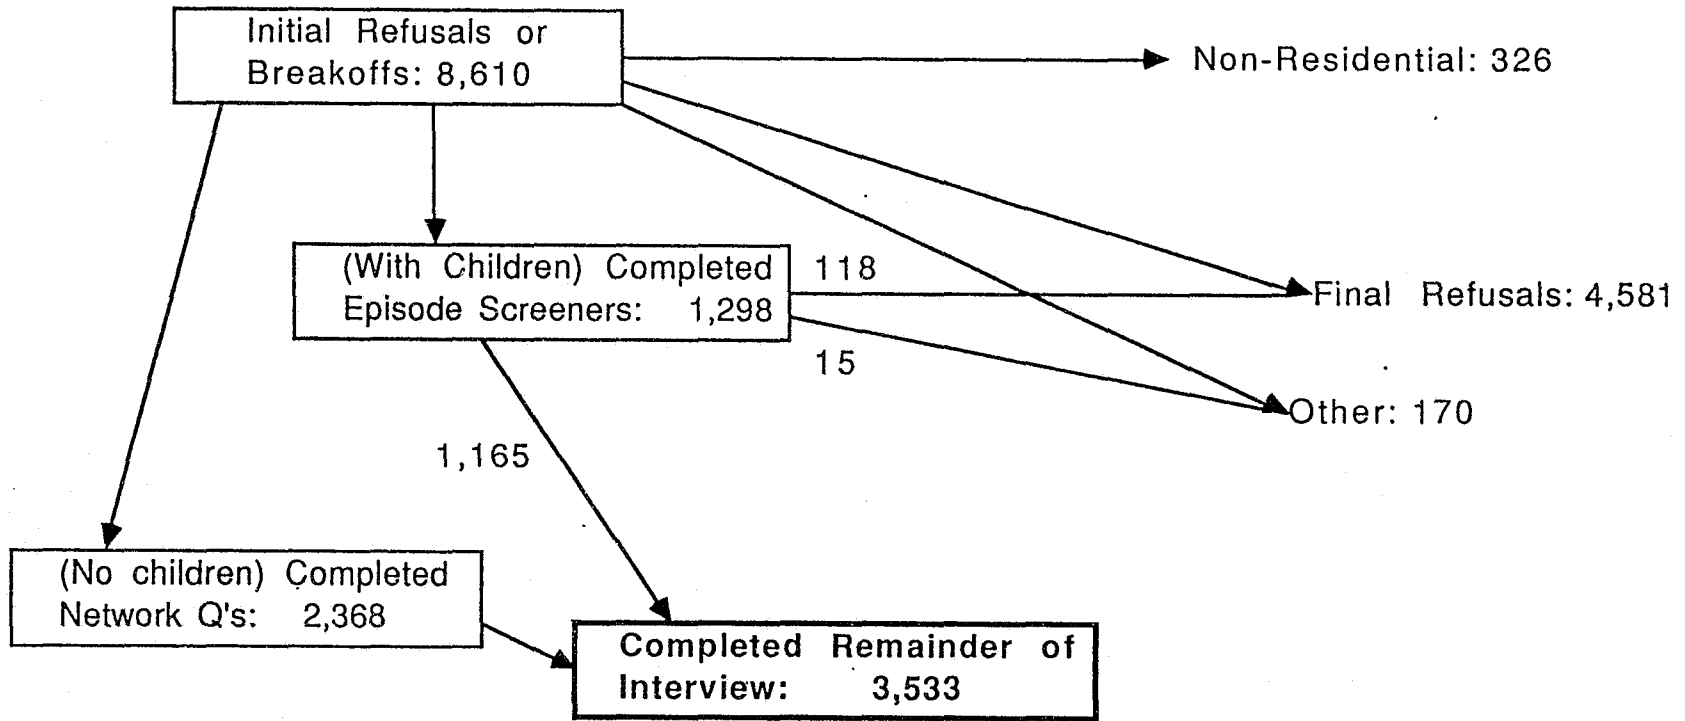 Initial Refusals or
Breakoffs: 8,610
Non-Residential: 326
(With Children) Completed
Episode Screeners: 1,298
118
Final Refusals: 4,581
15
Other: 170
1,165
(No children) Completed
Network Q's: 2,368
Completed Remainder of
Interview: 3,533